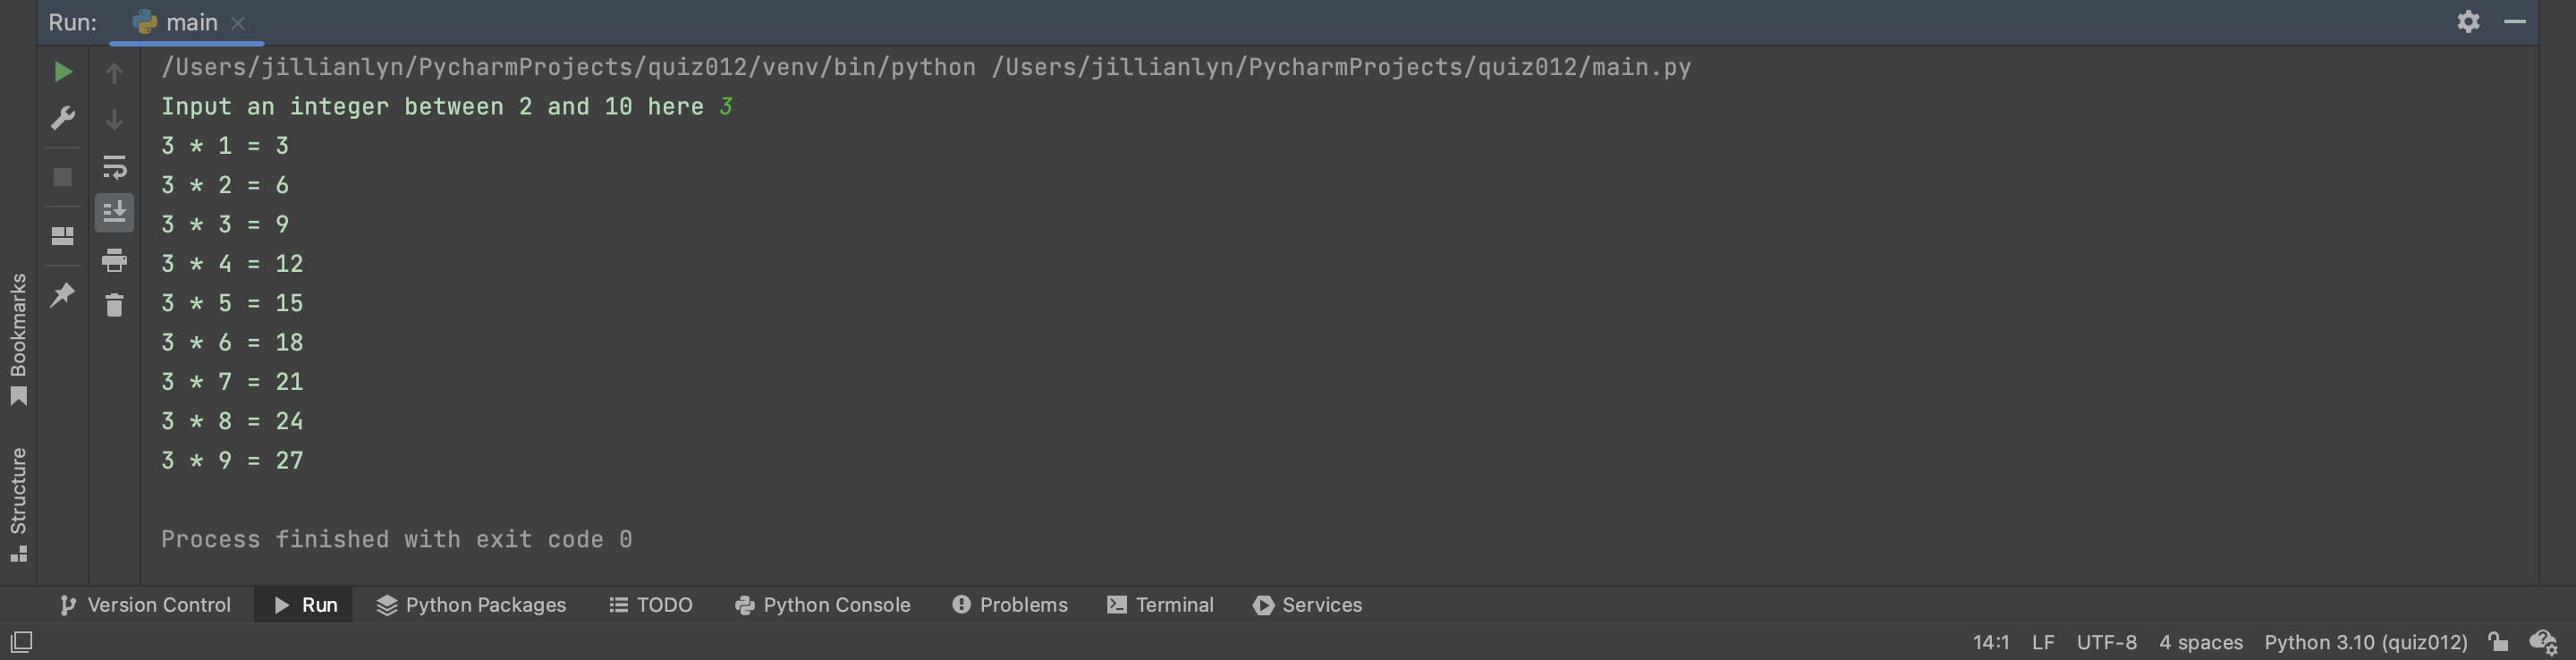 Run: main
/Users/jillianlyn/PycharmProjects/quiz012/venv/bin/python /Users/jillianlyn/PycharmProjects/quiz012/main.py
Input an integer between 2 and 10 here 3
3 * 1 = 3
3 * 2 = 6
3 * 3 = 9
3 * 4 = 12
3 * 5 = 15
3 * 6 = 18
3 * 7 = 21
3 * 8 = 24
3 * 9 = 27
Process finished with exit code 0
Bookmarks
Structure
Version Control Run Python Packages TODO Python Console Problems Terminal Services
14:1 LF UTF-8 4 spaces Python 3.10 (quiz012)